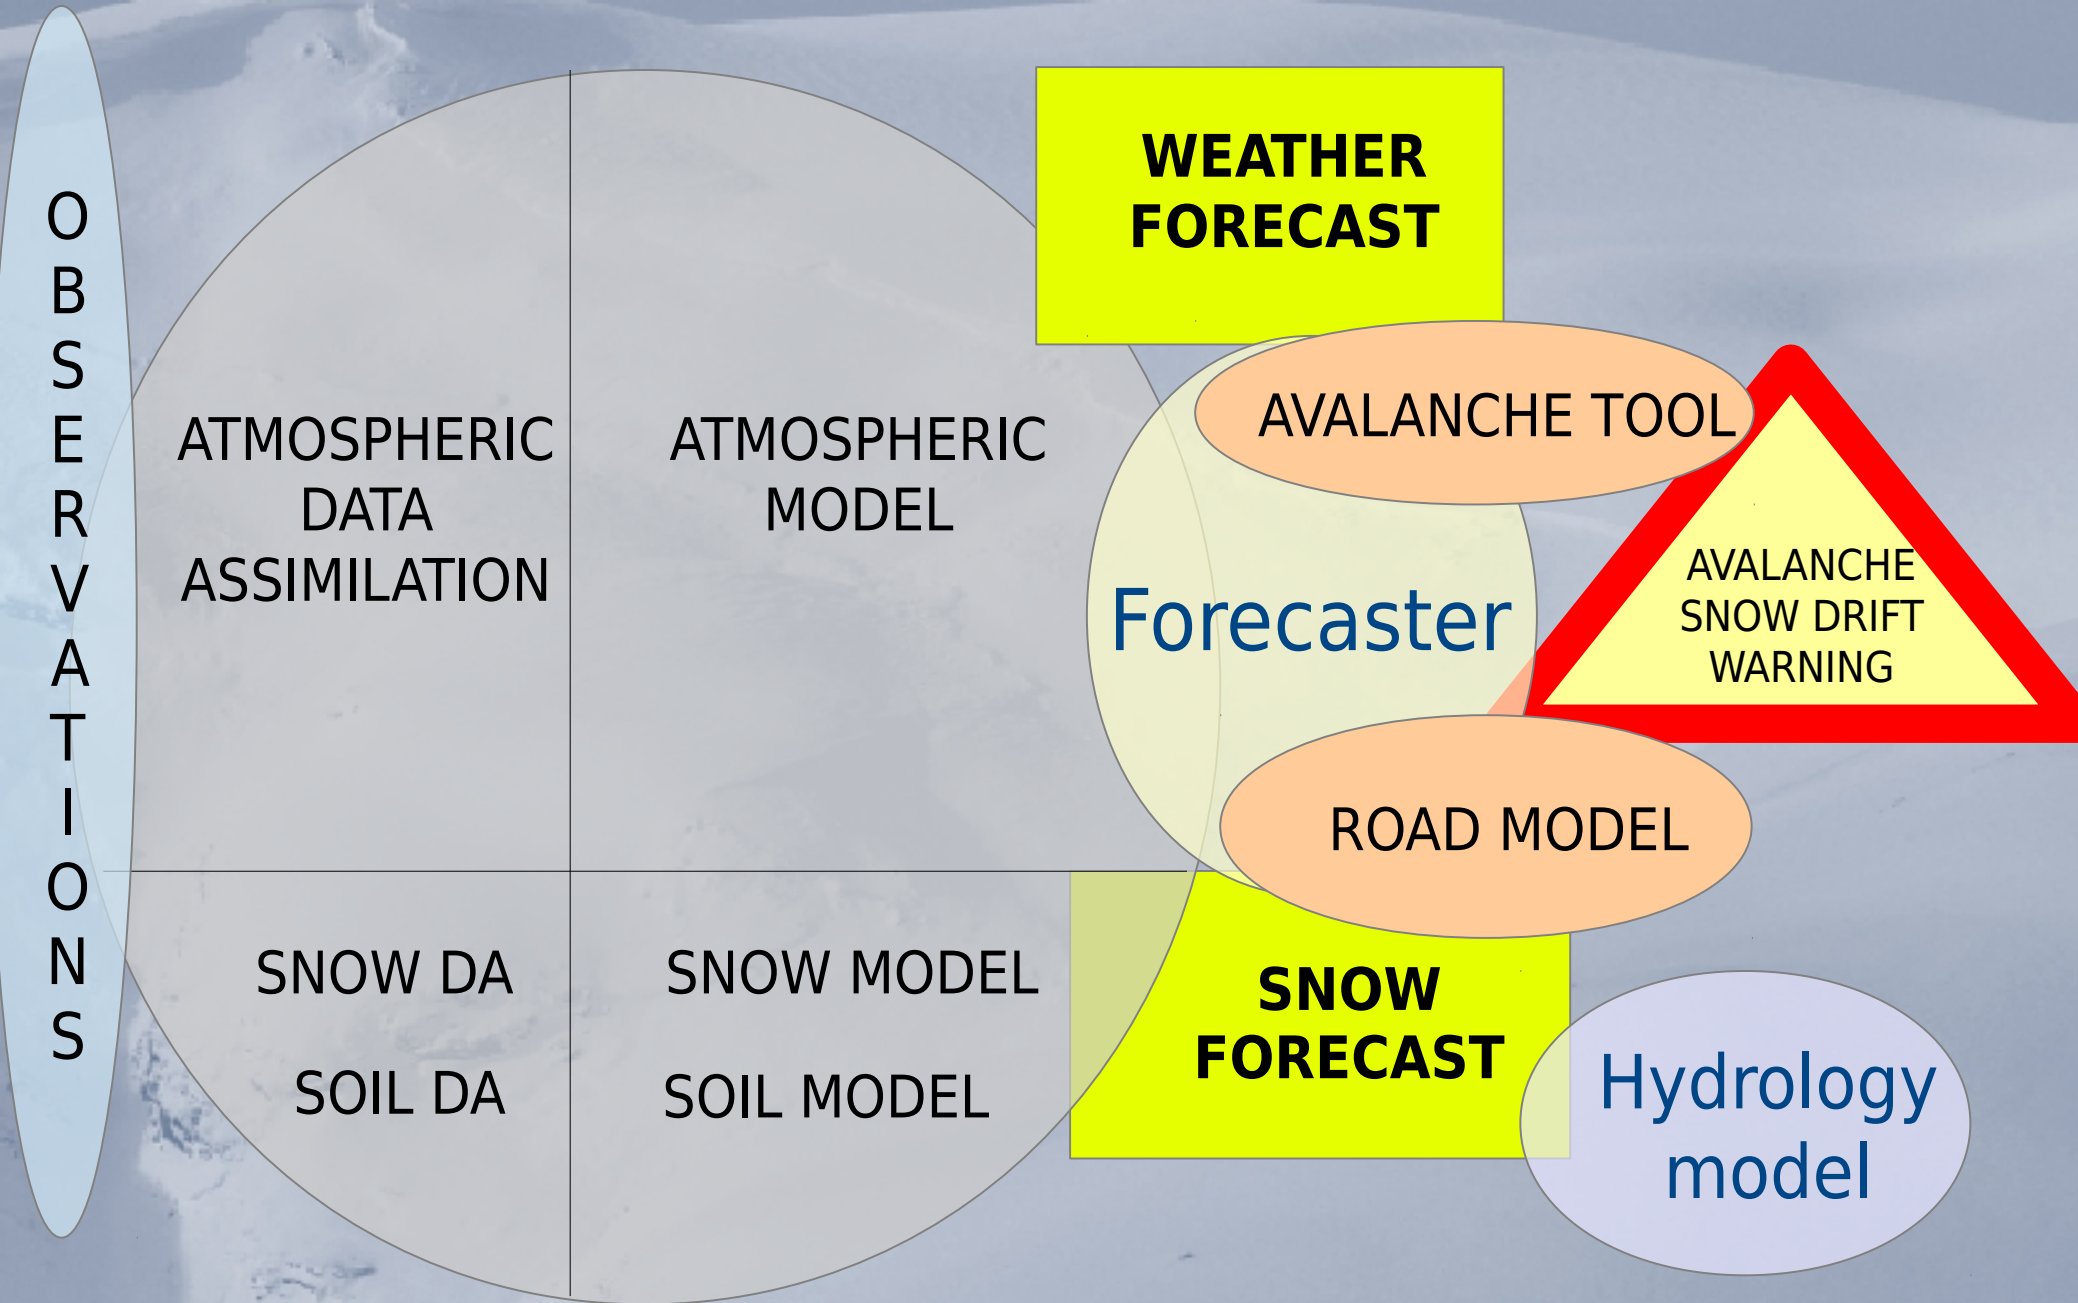 OBSERVATIONS
ATMOSPHERIC
DATA
ASSIMILATION
ATMOSPHERIC
MODEL
SNOW DA
SOIL DA
SNOW MODEL
SOIL MODEL
WEATHER
FORECAST
AVALANCHE TOOL
Forecaster
AVALANCHE
SNOW DRIFT
WARNING
ROAD MODEL
SNOW
FORECAST
Hydrology
model